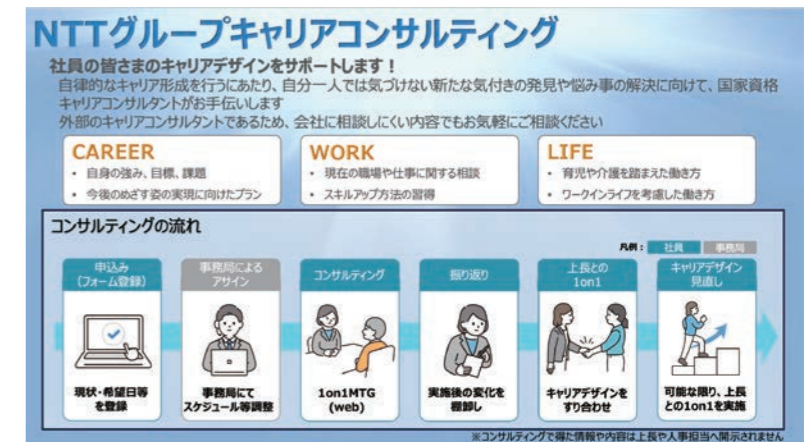 NTTグループキャリアコンサルティング
社員の皆さまのキャリアデザインをサポートします！
自律的なキャリア形成を行うにあたり、自分一人では気づけない新たな気付きの発見や悩み事の解決に向けて、国家資格
キャリアコンサルタントがお手伝いします
外部のキャリアコンサルタントであるため、会社に相談しにくい内容でもお気軽にご相談ください
CAREER
・ 自身の強み、目標、課題
・ 今後のめざす姿の実現に向けたプラン
WORK
・ 現在の職場や仕事に関する相談
・ スキルアップ方法の習得
LIFE
・ 育児や介護を踏まえた働き方
・ ワークインライフを考慮した働き方
コンサルティングの流れ
凡例： 社員 事務局
申込み
(フォーム登録)
現状・希望日等
を登録
事務局による
アサイン
事務局にて
スケジュール等調整
コンサルティング
1on1MTG
(web)
振り返り
実施後の変化を
棚卸し
上長との
1on1
キャリアデザインを
すり合わせ
キャリアデザイン
見直し
可能な限り、上長
との1on1を実施
※コンサルティングで得た情報や内容は上長や人事担当へ開示されません